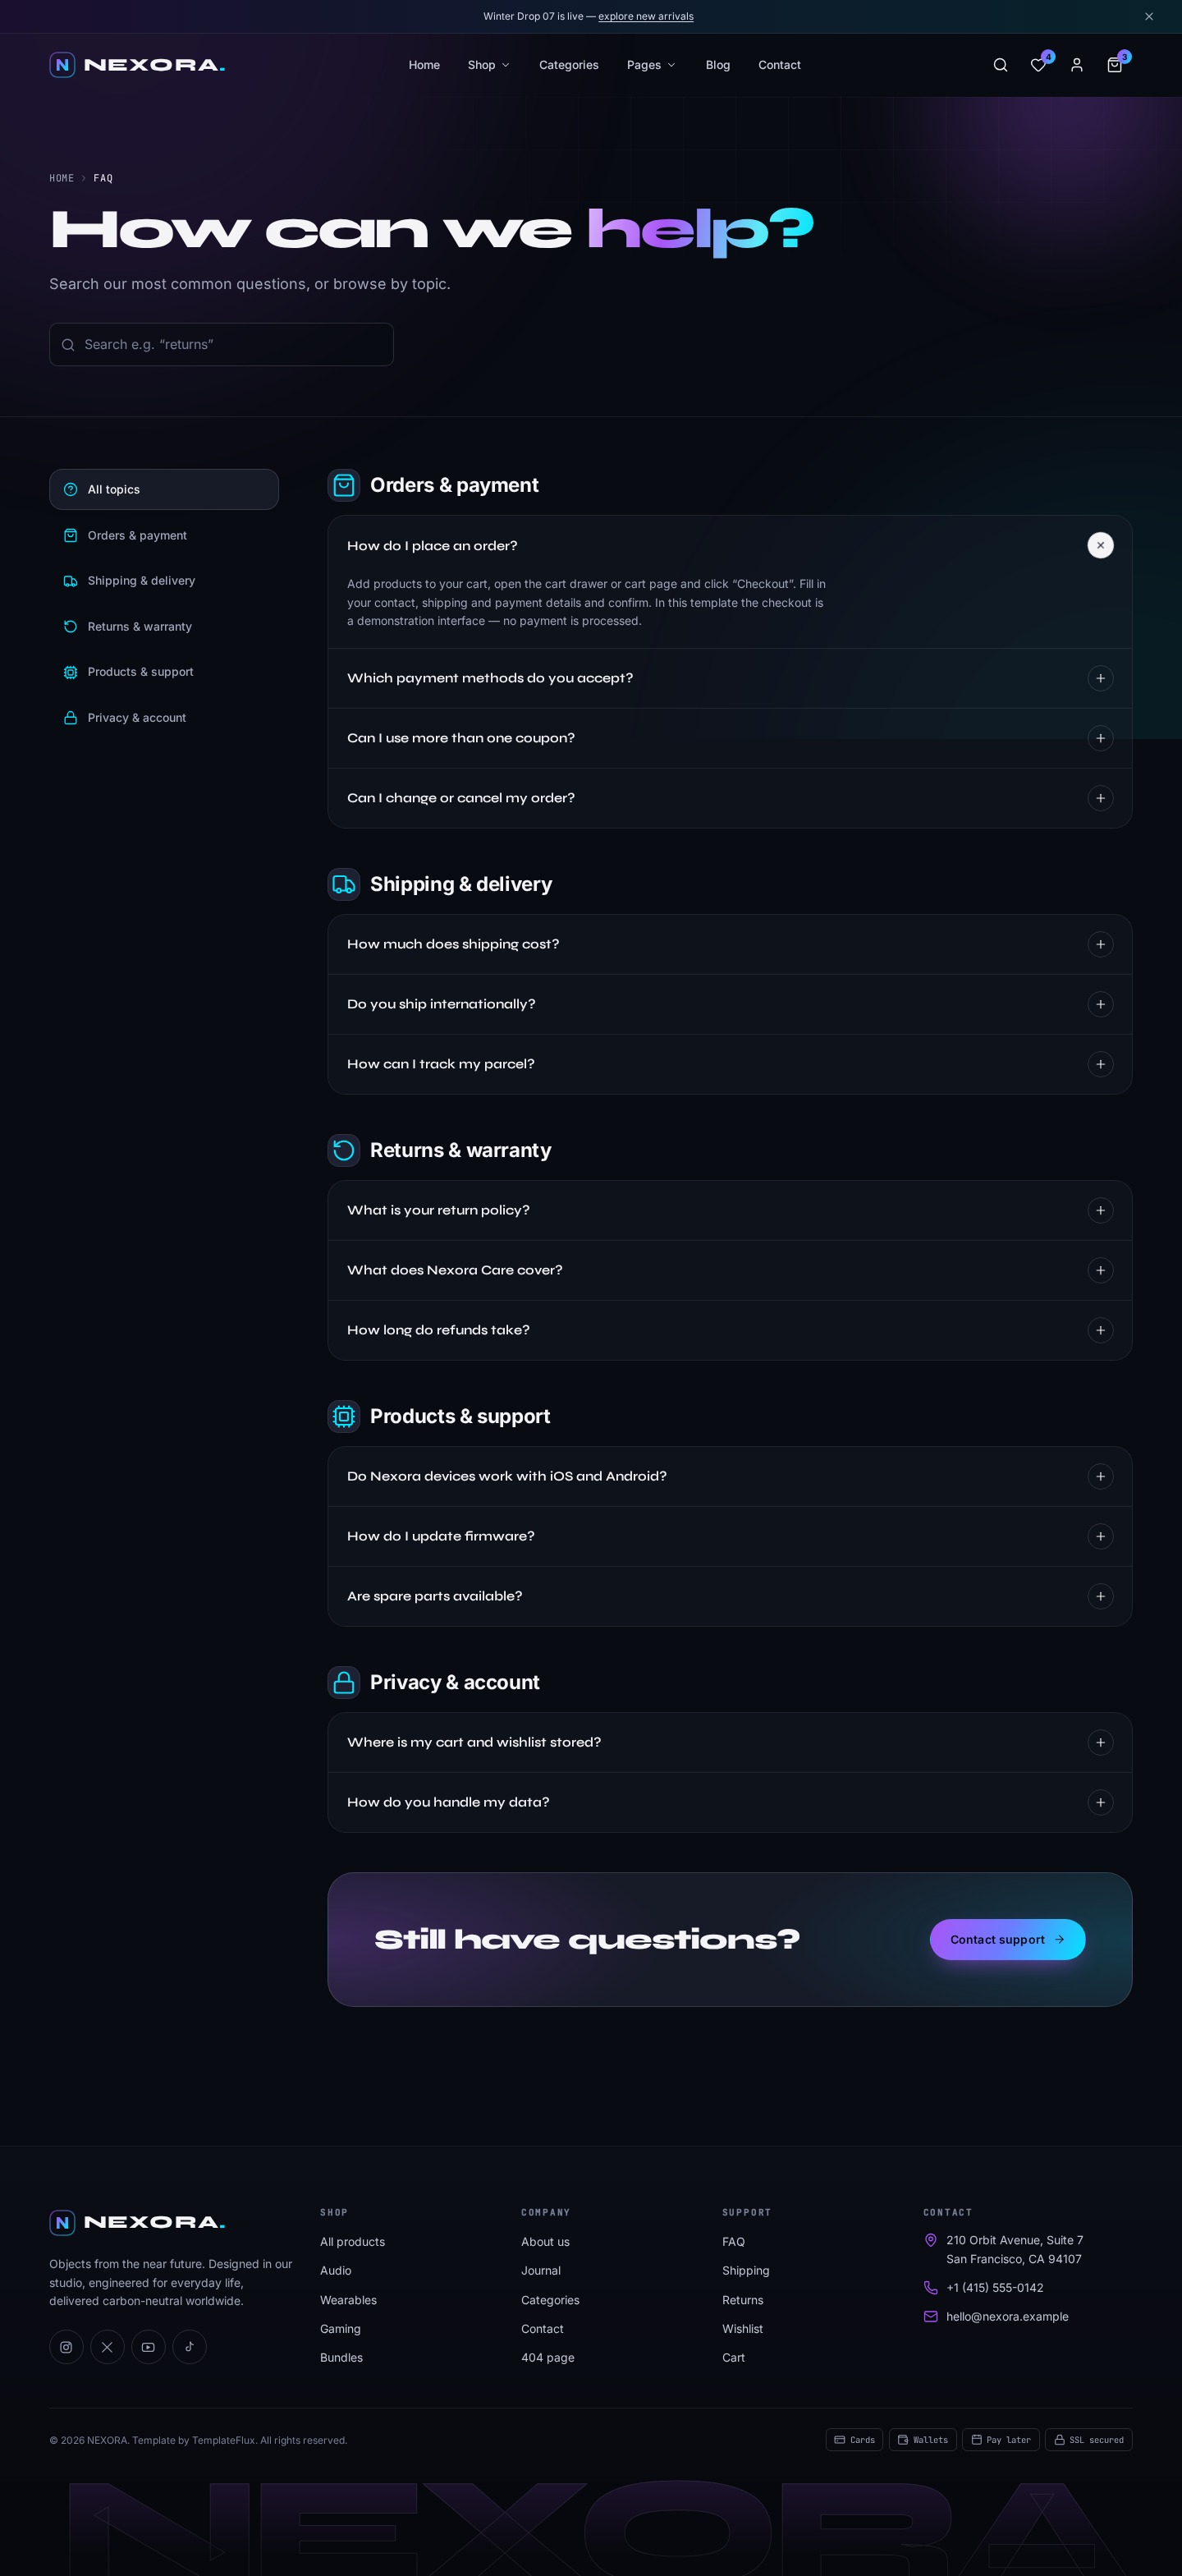 Winter Drop 07 is live — explore new arrivals
N NEXORA.
Home
Shop
Categories
Pages
Blog
Contact
4
3
HOME > FAQ
How can we help?
Search our most common questions, or browse by topic.
Search e.g. “returns”
All topics
Orders & payment
Shipping & delivery
Returns & warranty
Products & support
Privacy & account
Orders & payment
How do I place an order?
Add products to your cart, open the cart drawer or cart page and click “Checkout”. Fill in
your contact, shipping and payment details and confirm. In this template the checkout is
a demonstration interface — no payment is processed.
Which payment methods do you accept?
Can I use more than one coupon?
Can I change or cancel my order?
Shipping & delivery
How much does shipping cost?
Do you ship internationally?
How can I track my parcel?
Returns & warranty
What is your return policy?
What does Nexora Care cover?
How long do refunds take?
Products & support
Do Nexora devices work with iOS and Android?
How do I update firmware?
Are spare parts available?
Privacy & account
Where is my cart and wishlist stored?
How do you handle my data?
Still have questions?
Contact support
N NEXORA.
Objects from the near future. Designed in our
studio, engineered for everyday life,
delivered carbon-neutral worldwide.
SHOP
All products
Audio
Wearables
Gaming
Bundles
COMPANY
About us
Journal
Categories
Contact
404 page
SUPPORT
FAQ
Shipping
Returns
Wishlist
Cart
CONTACT
210 Orbit Avenue, Suite 7
San Francisco, CA 94107
+1 (415) 555-0142
hello@nexora.example
© 2026 NEXORA. Template by TemplateFlux. All rights reserved.
Cards
Wallets
Pay later
SSL secured
NEXORA